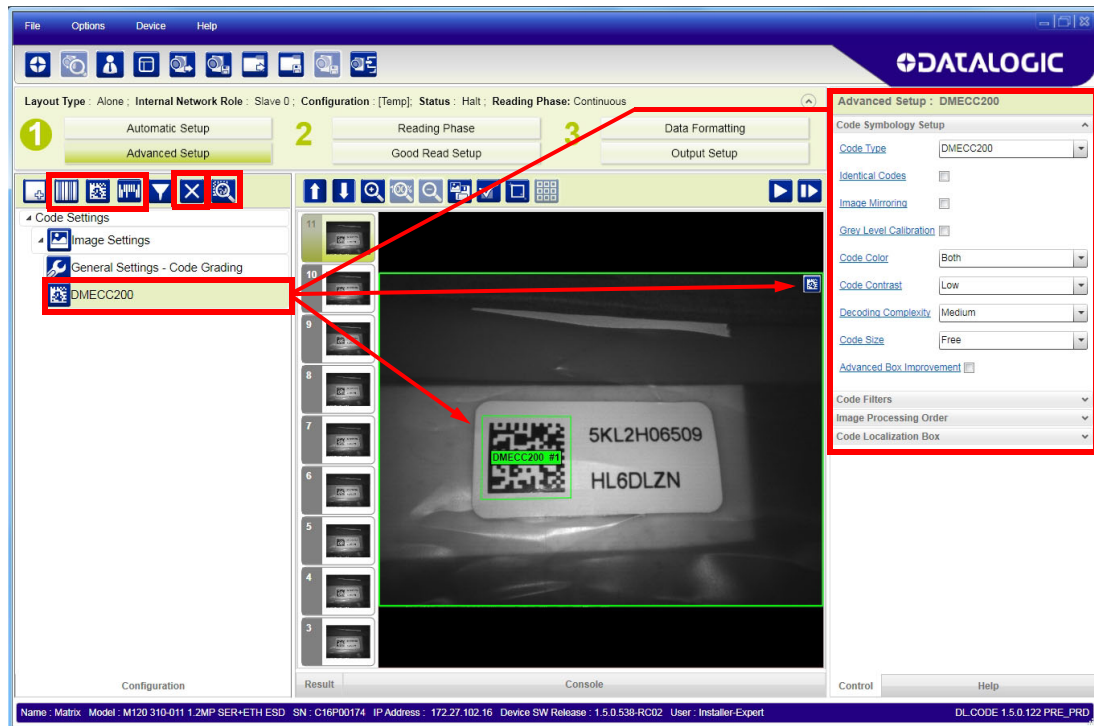 File Options Device Help
DATALOGIC
Layout Type : Alone ; Internal Network Role : Slave 0 ; Configuration : [Temp]; Status : Halt ; Reading Phase: Continuous
1 Automatic Setup 2 Reading Phase 3 Data Formatting
Advanced Setup Good Read Setup Output Setup
Code Settings
Image Settings
General Settings - Code Grading
DMECC200
11
10
9
8
7
6
5
4
3
5KL2H06509
DMECC200 #1
HL6DLZN
Advanced Setup : DMECC200
Code Symbology Setup
Code Type DMECC200
Identical Codes
Image Mirroring
Grey Level Calibration
Code Color Both
Code Contrast Low
Decoding Complexity Medium
Code Size Free
Advanced Box Improvement
Code Filters
Image Processing Order
Code Localization Box
Configuration Result Console Control Help
Name : Matrix Model : M120 310-011 1.2MP SER+ETH ESD SN : C16P00174 IP Address : 172.27.102.16 Device SW Release : 1.5.0.538-RC02 User : Installer-Expert DL.CODE 1.5.0.122 PRE_PRD